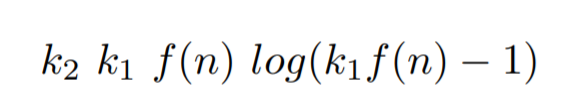 k₂ k₁ f(n) log(k₁f(n) − 1)